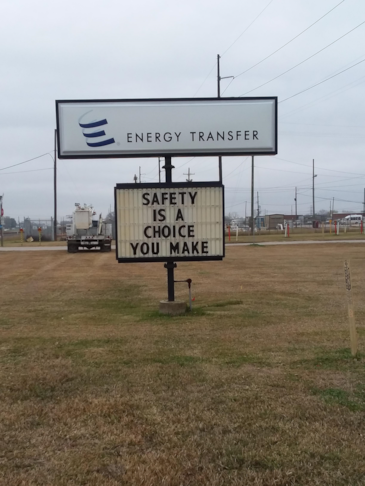 ENERGY TRANSFER
SAFETY
IS A
CHOICE
YOU MAKE